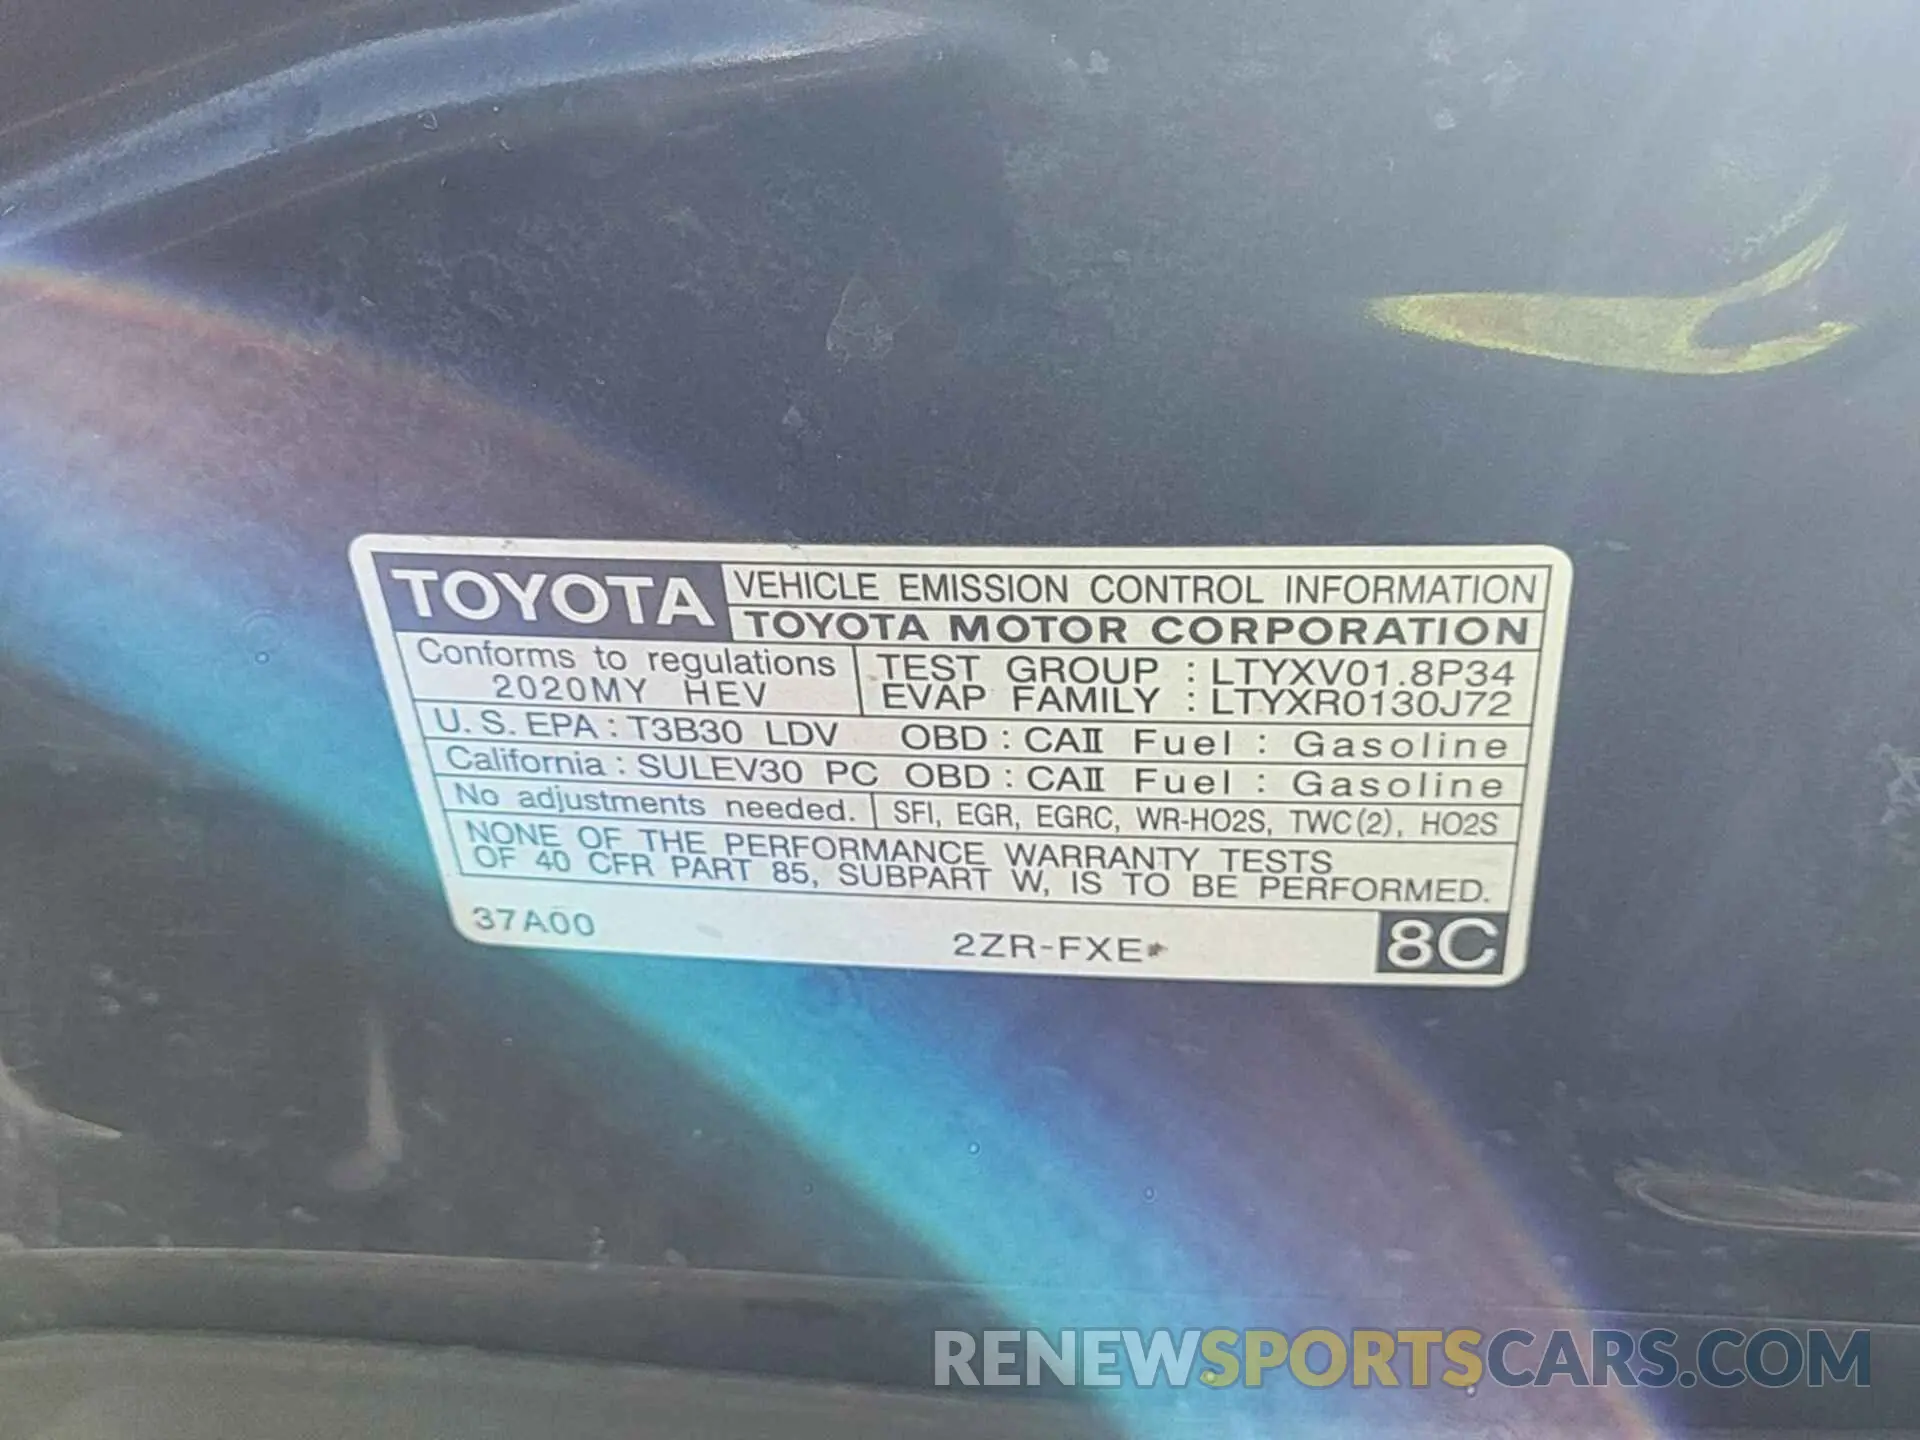 TOYOTA
VEHICLE EMISSION CONTROL INFORMATION
TOYOTA MOTOR CORPORATION
Conforms to regulations
2020MY HEV
TEST GROUP : LTYXV01.8P34
EVAP FAMILY : LTYXR0130J72
U.S.EPA : T3B30 LDV OBD : CAⅡ Fuel : Gasoline
California : SULEV30 PC OBD : CAⅡ Fuel : Gasoline
No adjustments needed. SFI, EGR, EGRC, WR-HO2S, TWC(2), HO2S
NONE OF THE PERFORMANCE WARRANTY TESTS
OF 40 CFR PART 85, SUBPART W, IS TO BE PERFORMED.
37A00
2ZR-FXE*
8C
RENEWSPORTSCARS.COM